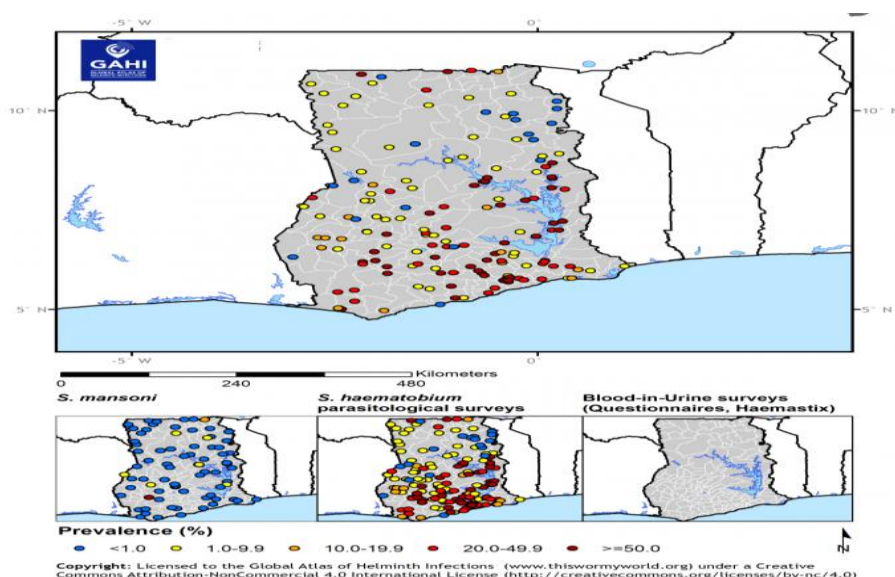 -5° W 0°
GAHI
GLOBAL ATLAS OF
10° N 10° N
5° N 5° N
-5° W 0°
Kilometers
0 240 480
S. mansoni
S. haematobium
parasitological surveys
Blood-in-Urine surveys
(Questionnaires, Haemastix)
Prevalence (%)
<1.0 1.0-9.9 10.0-19.9 20.0-49.9 >=50.0
N
Copyright: Licensed to the Global Atlas of Helminth Infections (www.thiswormyworld.org) under a Creative
Commons Attribution-NonCommercial 4.0 International License (http://creativecommons.org/licenses/by-nc/4.0)